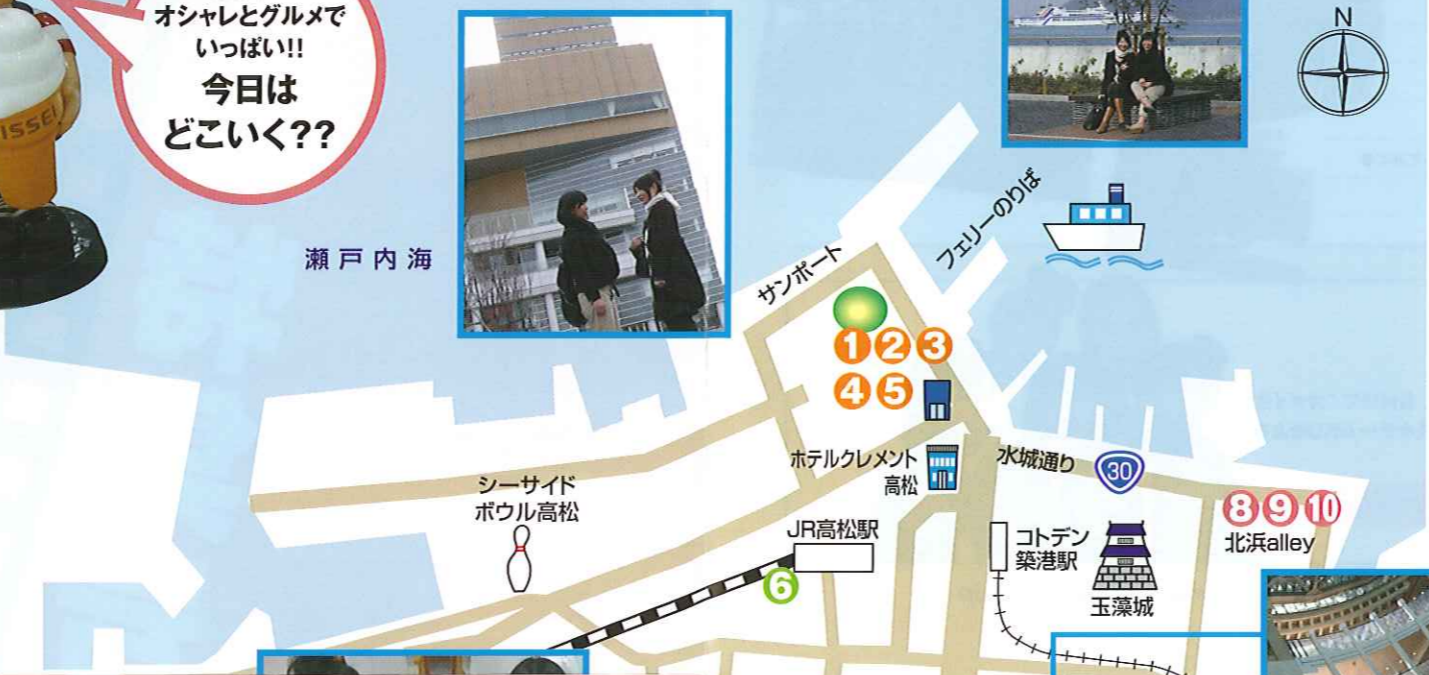 オシャレとグルメで
いっぱい!!
今日は
どこいく??
N
瀬戸内海
サンポート
フェリーのりば
1 2 3
4 5
ホテルクレメント
高松
水城通り
30
シーサイド
ボウル高松
JR高松駅
6
コトデン
築港駅
玉藻城
8 9 10
北浜alley